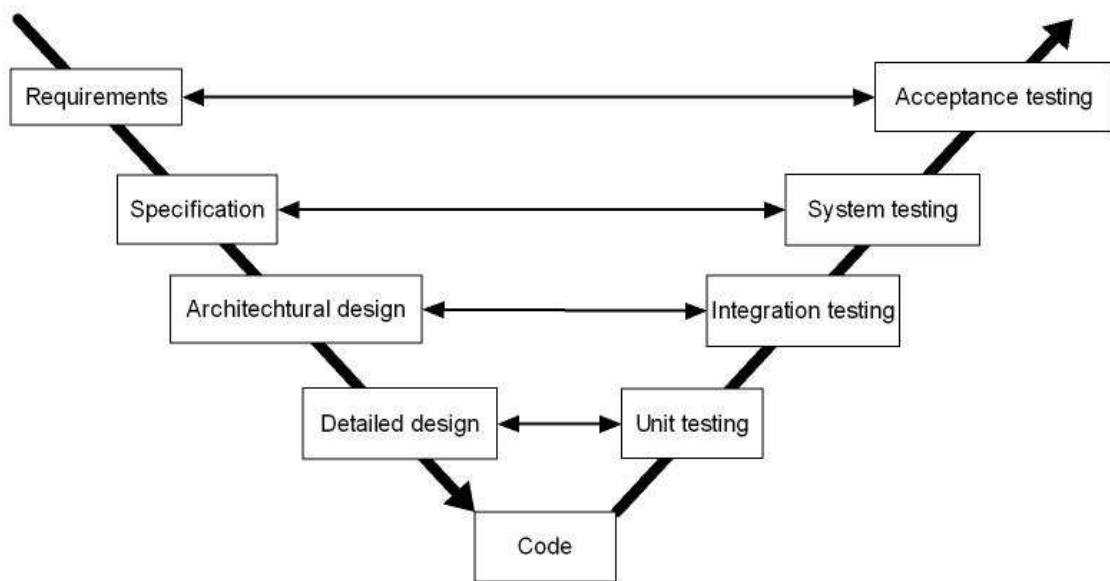 Requirements
Acceptance testing
Specification
System testing
Architechtural design
Integration testing
Detailed design
Unit testing
Code